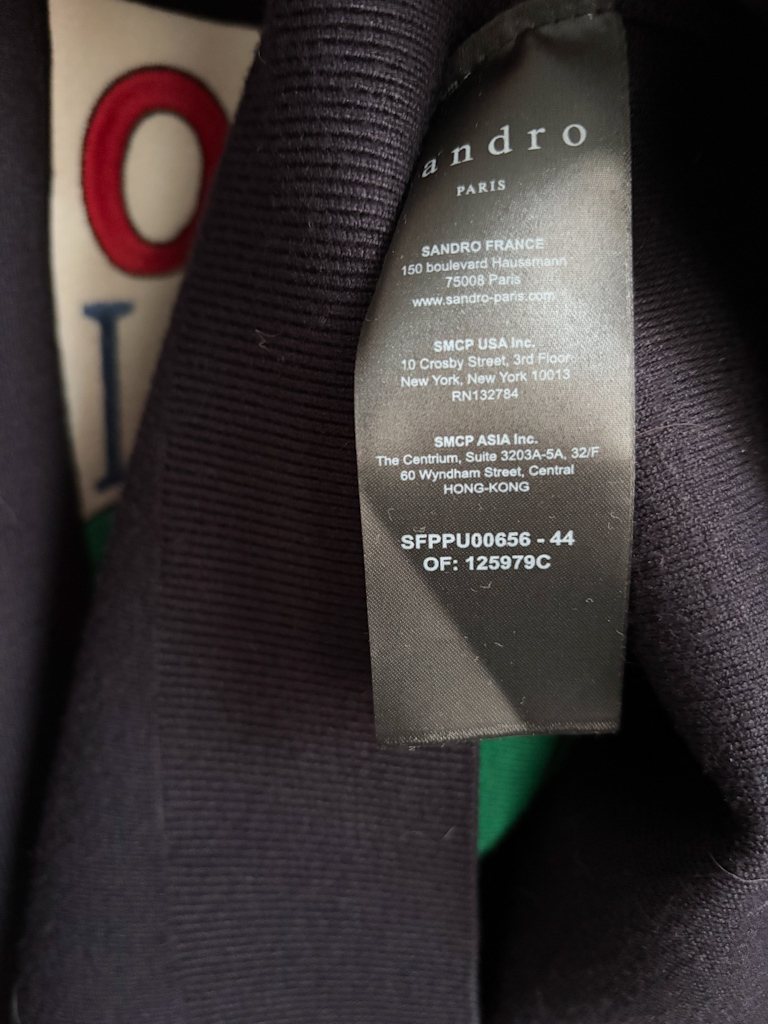 O
I
andro
PARIS
SANDRO FRANCE
150 boulevard Haussmann
75008 Paris
www.sandro-paris.com
SMCP USA Inc.
10 Crosby Street, 3rd Floor
New York, New York 10013
RN132784
SMCP ASIA Inc.
The Centrium, Suite 3203A-5A, 32/F
60 Wyndham Street, Central
HONG-KONG
SFPPU00656 - 44
OF: 125979C